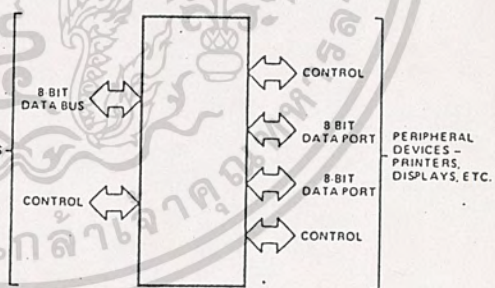 8-BIT
DATA BUS
CONTROL
CONTROL
8 BIT
DATA PORT
8-BIT
DATA PORT
CONTROL
PERIPHERAL
DEVICES –
PRINTERS,
DISPLAYS, ETC.